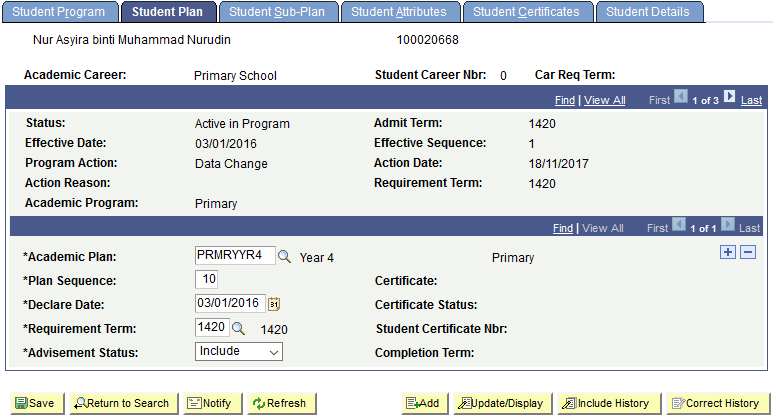 Student Program Student Plan Student Sub-Plan Student Attributes Student Certificates Student Details
Nur Asyira binti Muhammad Nurudin 100020668
Academic Career: Primary School Student Career Nbr: 0 Car Req Term:
Find | View All First 1 of 3 Last
Status: Active in Program Admit Term: 1420
Effective Date: 03/01/2016 Effective Sequence: 1
Program Action: Data Change Action Date: 18/11/2017
Action Reason: Requirement Term: 1420
Academic Program: Primary
Find | View All First 1 of 1 Last
*Academic Plan: PRMRYYR4 Year 4 Primary
*Plan Sequence: 10 Certificate:
*Declare Date: 03/01/2016 31 Certificate Status:
*Requirement Term: 1420 1420 Student Certificate Nbr:
*Advisement Status: Include Completion Term:
Save Return to Search Notify Refresh Add Update/Display Include History Correct History